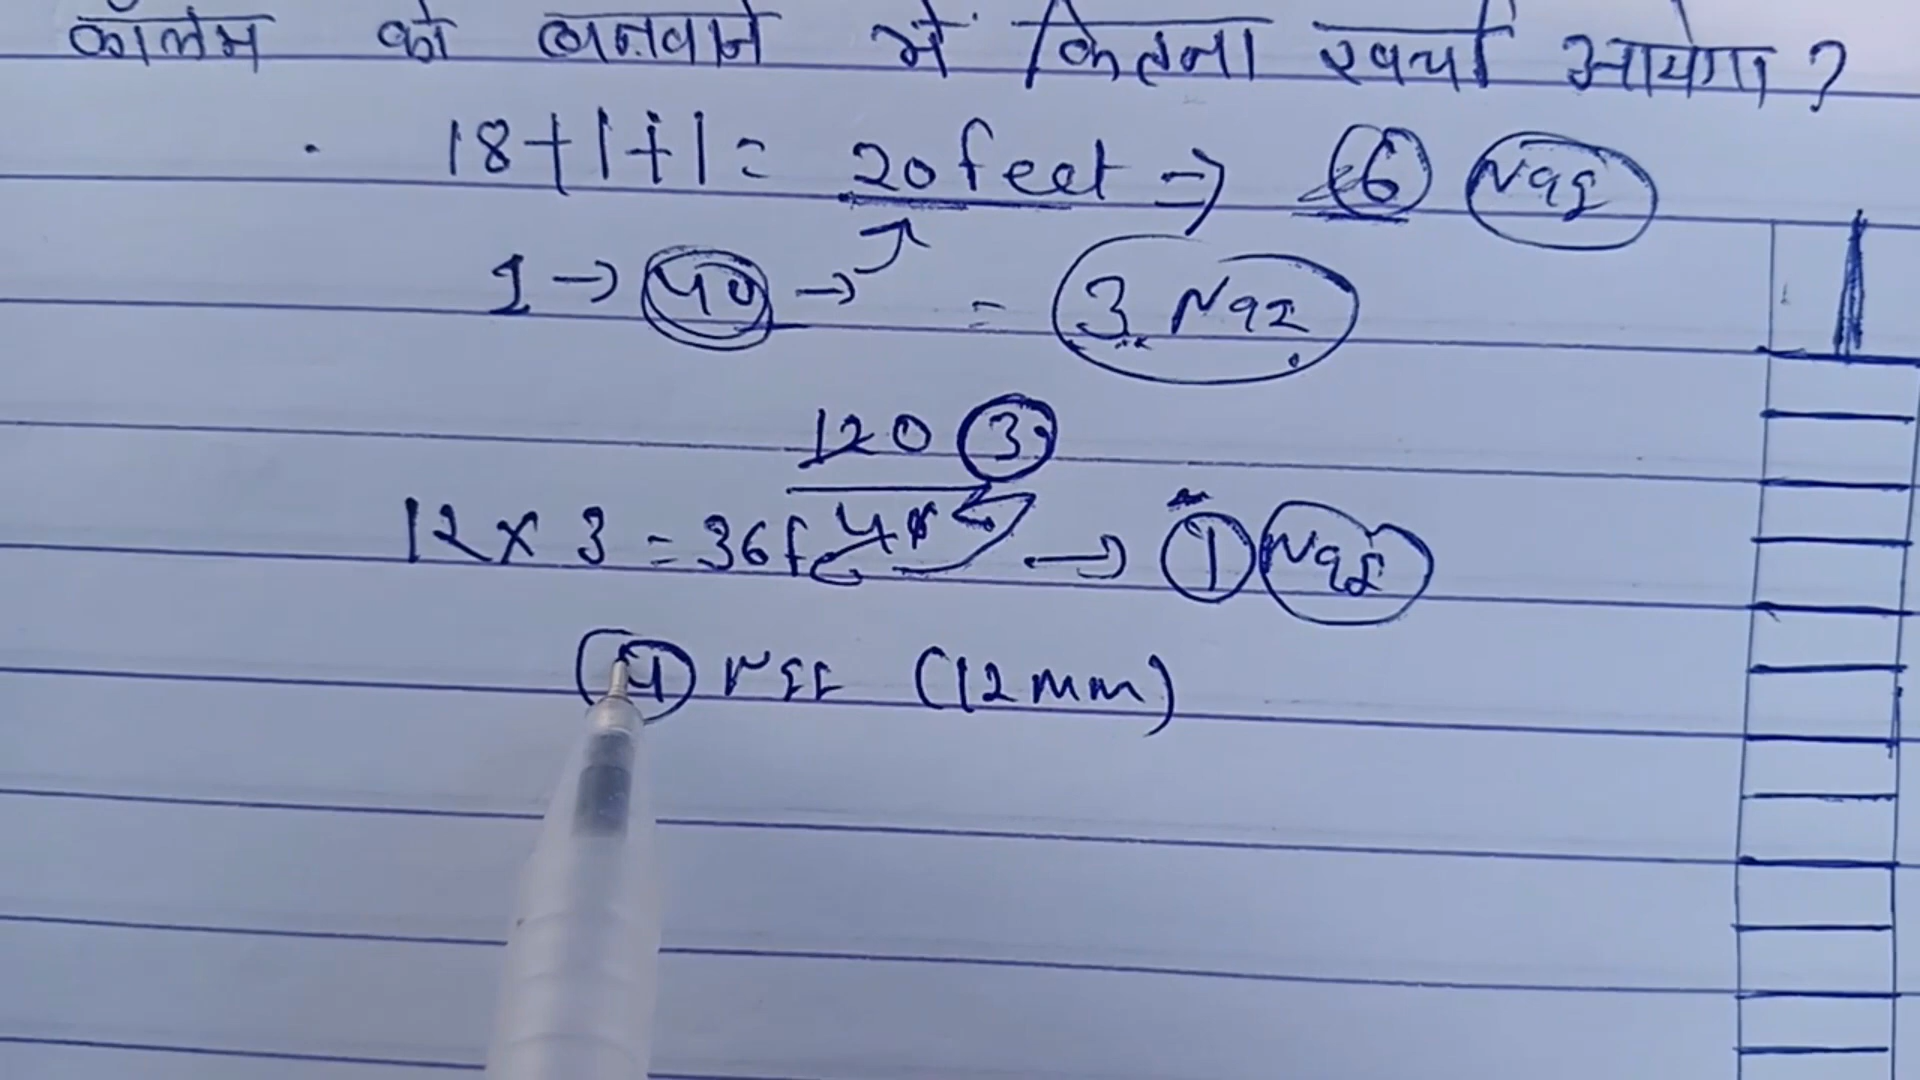 कॉलम को बनवाने में कितना खर्चा आयेगा ?
18+1+1= 20 feet => 6 Nag
1 → 40 → = 3 Nag
120 3
12 x 3 = 36f 40 → 1 Nag
4 (12mm)